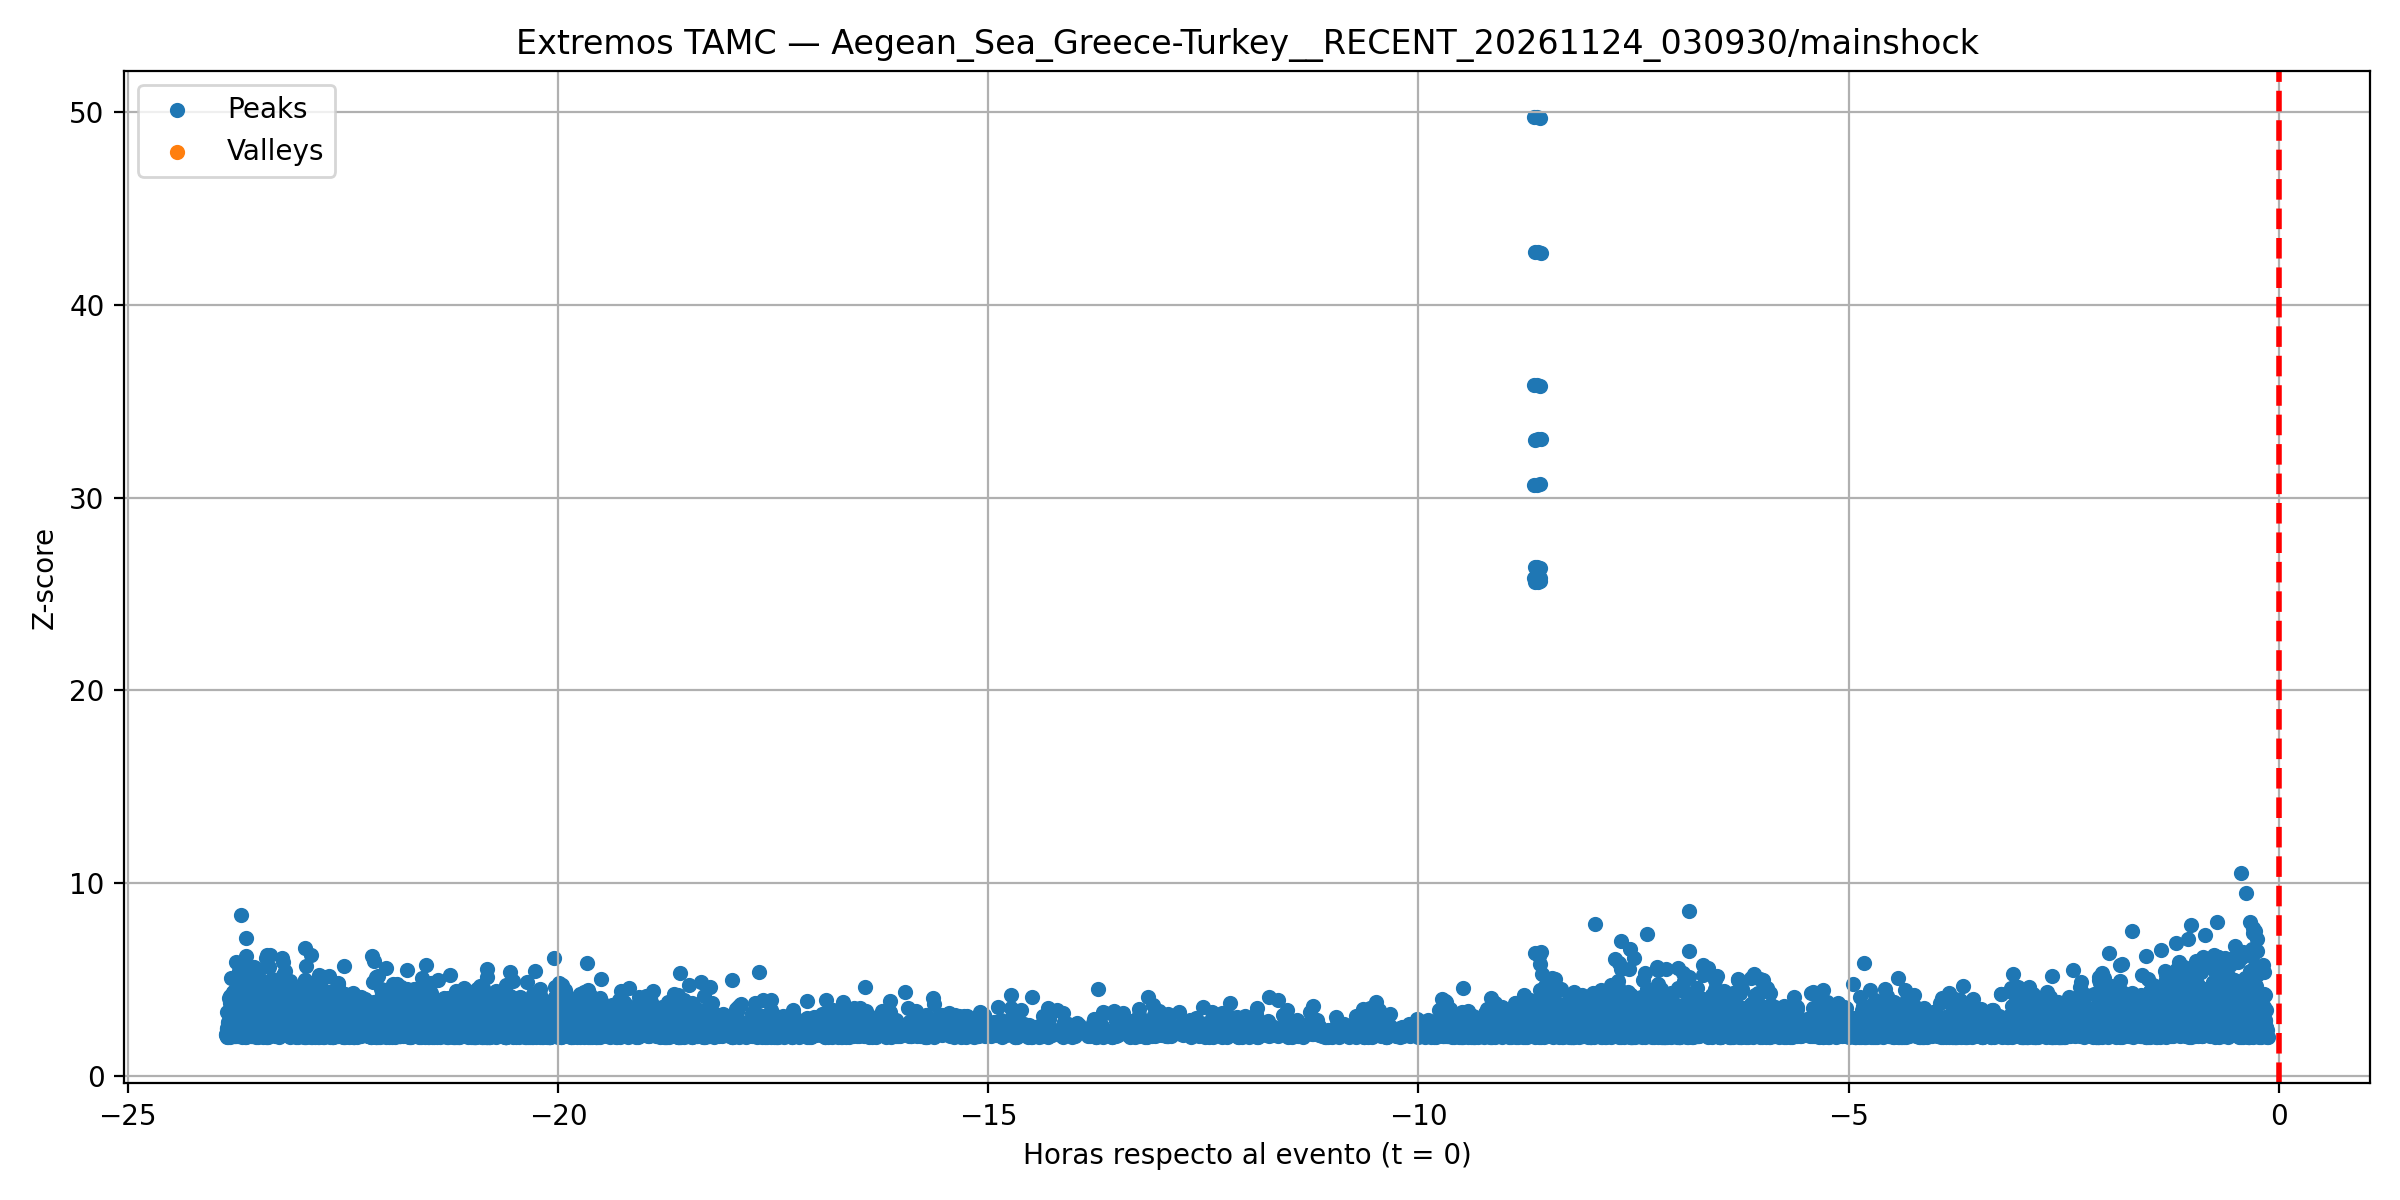 Extremos TAMC — Aegean_Sea_Greece-Turkey__RECENT_20261124_030930/mainshock
Peaks
Valleys
50
40
30
20
10
0
Z-score
−25
−20
−15
−10
−5
0
Horas respecto al evento (t = 0)